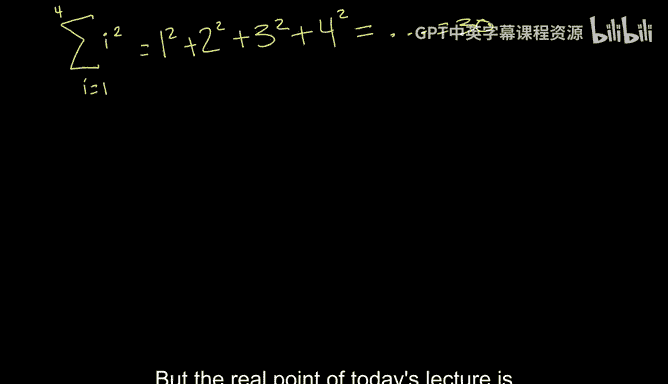 4
∑ i² = 1² + 2² + 3² + 4² = ... = 30
i=1
GPT中英字幕课程资源 bilibili
But the real point of today's lecture is